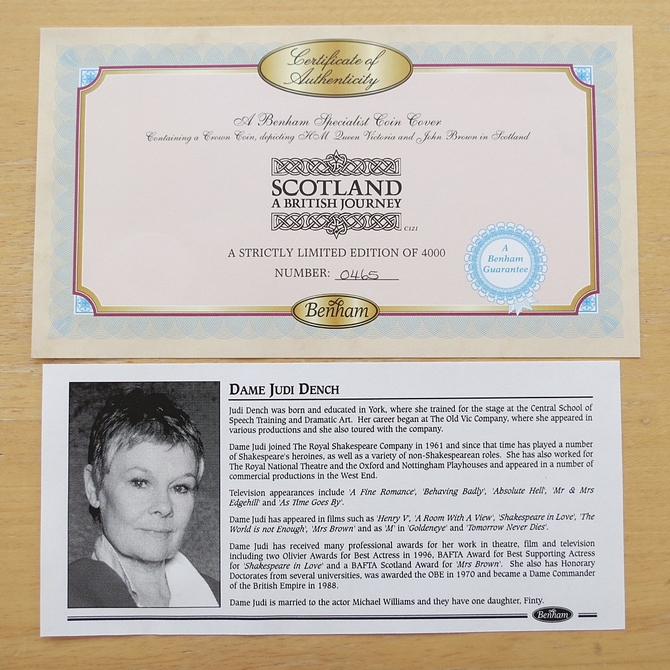 Certificate of
Authenticity
A Benham Specialist Coin Cover
Containing a Crown Coin, depicting HM Queen Victoria and John Brown in Scotland
SCOTLAND
A BRITISH JOURNEY
C121
A STRICTLY LIMITED EDITION OF 4000
NUMBER: 0465
A
Benham
Guarantee
Benham
DAME JUDI DENCH
Judi Dench was born and educated in York, where she trained for the stage at the Central School of
Speech Training and Dramatic Art. Her career began at The Old Vic Company, where she appeared in
various productions and she also toured with the company.
Dame Judi joined The Royal Shakespeare Company in 1961 and since that time has played a number
of Shakespeare's heroines, as well as a variety of non-Shakespearean roles. She has also worked for
The Royal National Theatre and the Oxford and Nottingham Playhouses and appeared in a number of
commercial productions in the West End.
Television appearances include 'A Fine Romance', 'Behaving Badly', 'Absolute Hell', 'Mr & Mrs
Edgehill' and 'As Time Goes By'.
Dame Judi has appeared in films such as 'Henry V', 'A Room With A View', 'Shakespeare in Love', 'The
World is not Enough', 'Mrs Brown' and as 'M' in 'Goldeneye' and 'Tomorrow Never Dies'.
Dame Judi has received many professional awards for her work in theatre, film and television
including two Olivier Awards for Best Actress in 1996, BAFTA Award for Best Supporting Actress
for 'Shakespeare in Love' and a BAFTA Scotland Award for 'Mrs Brown'. She also has Honorary
Doctorates from several universities, was awarded the OBE in 1970 and became a Dame Commander
of the British Empire in 1988.
Dame Judi is married to the actor Michael Williams and they have one daughter, Finty.
Benham